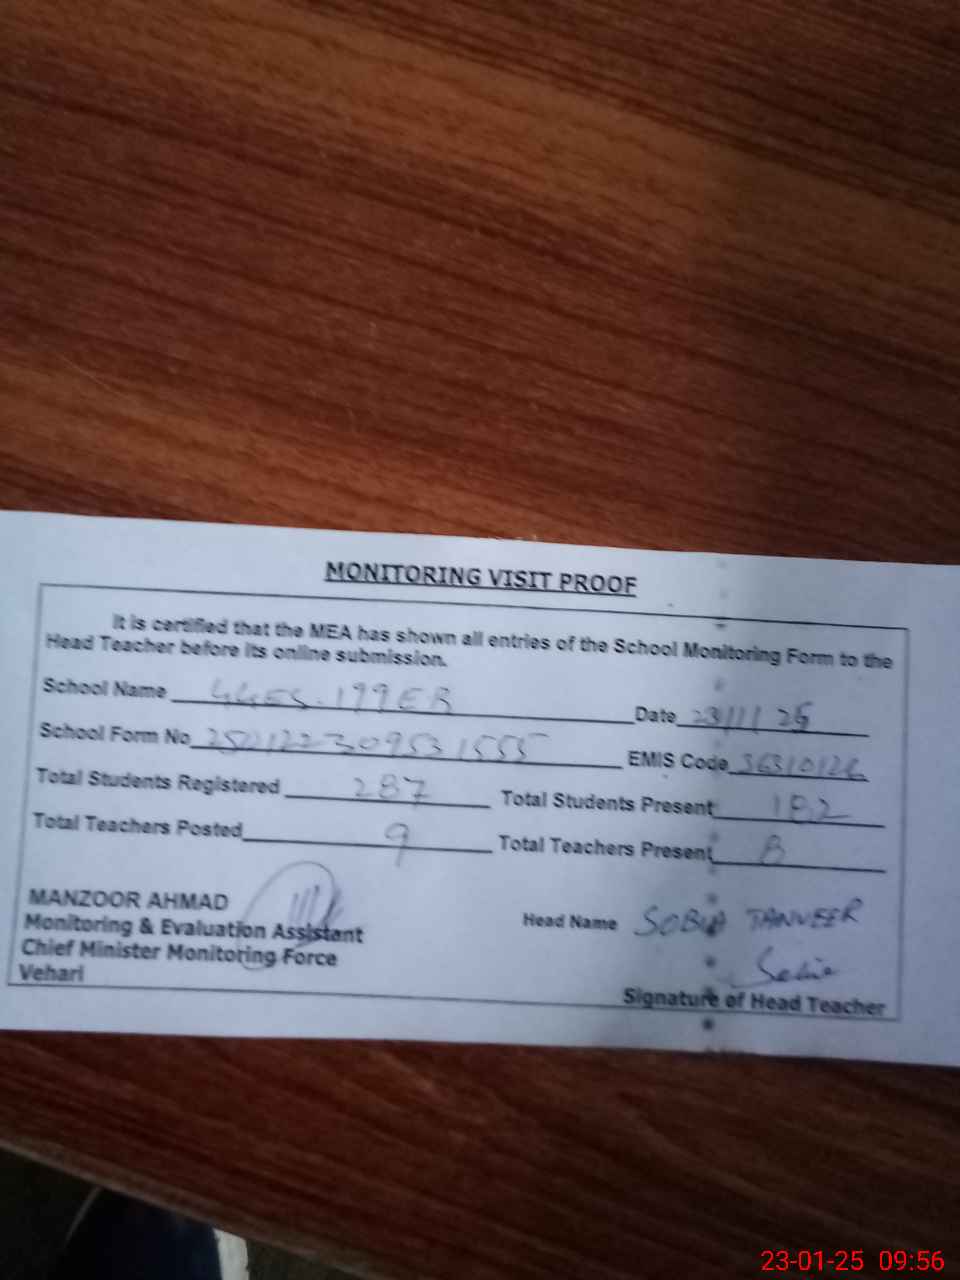 MONITORING VISIT PROOF
It is certified that the MEA has shown all entries of the School Monitoring Form to the
Head Teacher before its online submission.
School Name GGES. 199EB Date 23/1/25
School Form No 250122309531555 EMIS Code
Total Students Registered 287 Total Students Present 182
Total Teachers Posted 9 Total Teachers Present 8
MANZOOR AHMAD
Monitoring & Evaluation Assistant
Chief Minister Monitoring Force
Vehari
Head Name SOBIA TANVEER
Sobia
Signature of Head Teacher
23-01-25 09:56